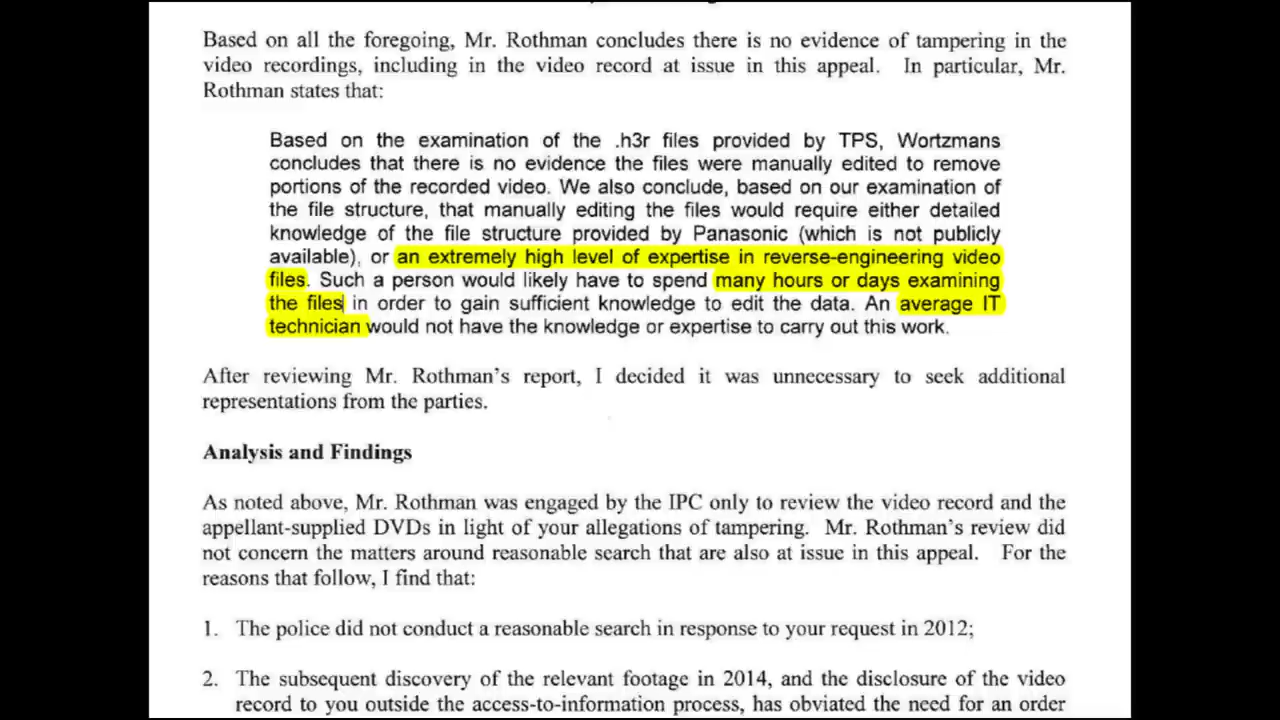 Based on all the foregoing, Mr. Rothman concludes there is no evidence of tampering in the
video recordings, including in the video record at issue in this appeal. In particular, Mr.
Rothman states that:
Based on the examination of the .h3r files provided by TPS, Wortzmans
concludes that there is no evidence the files were manually edited to remove
portions of the recorded video. We also conclude, based on our examination of
the file structure, that manually editing the files would require either detailed
knowledge of the file structure provided by Panasonic (which is not publicly
available), or an extremely high level of expertise in reverse-engineering video
files. Such a person would likely have to spend many hours or days examining
the files in order to gain sufficient knowledge to edit the data. An average IT
technician would not have the knowledge or expertise to carry out this work.
After reviewing Mr. Rothman's report, I decided it was unnecessary to seek additional
representations from the parties.
Analysis and Findings
As noted above, Mr. Rothman was engaged by the IPC only to review the video record and the
appellant-supplied DVDs in light of your allegations of tampering. Mr. Rothman's review did
not concern the matters around reasonable search that are also at issue in this appeal. For the
reasons that follow, I find that:
1. The police did not conduct a reasonable search in response to your request in 2012;
2. The subsequent discovery of the relevant footage in 2014, and the disclosure of the video
record to you outside the access-to-information process, has obviated the need for an order